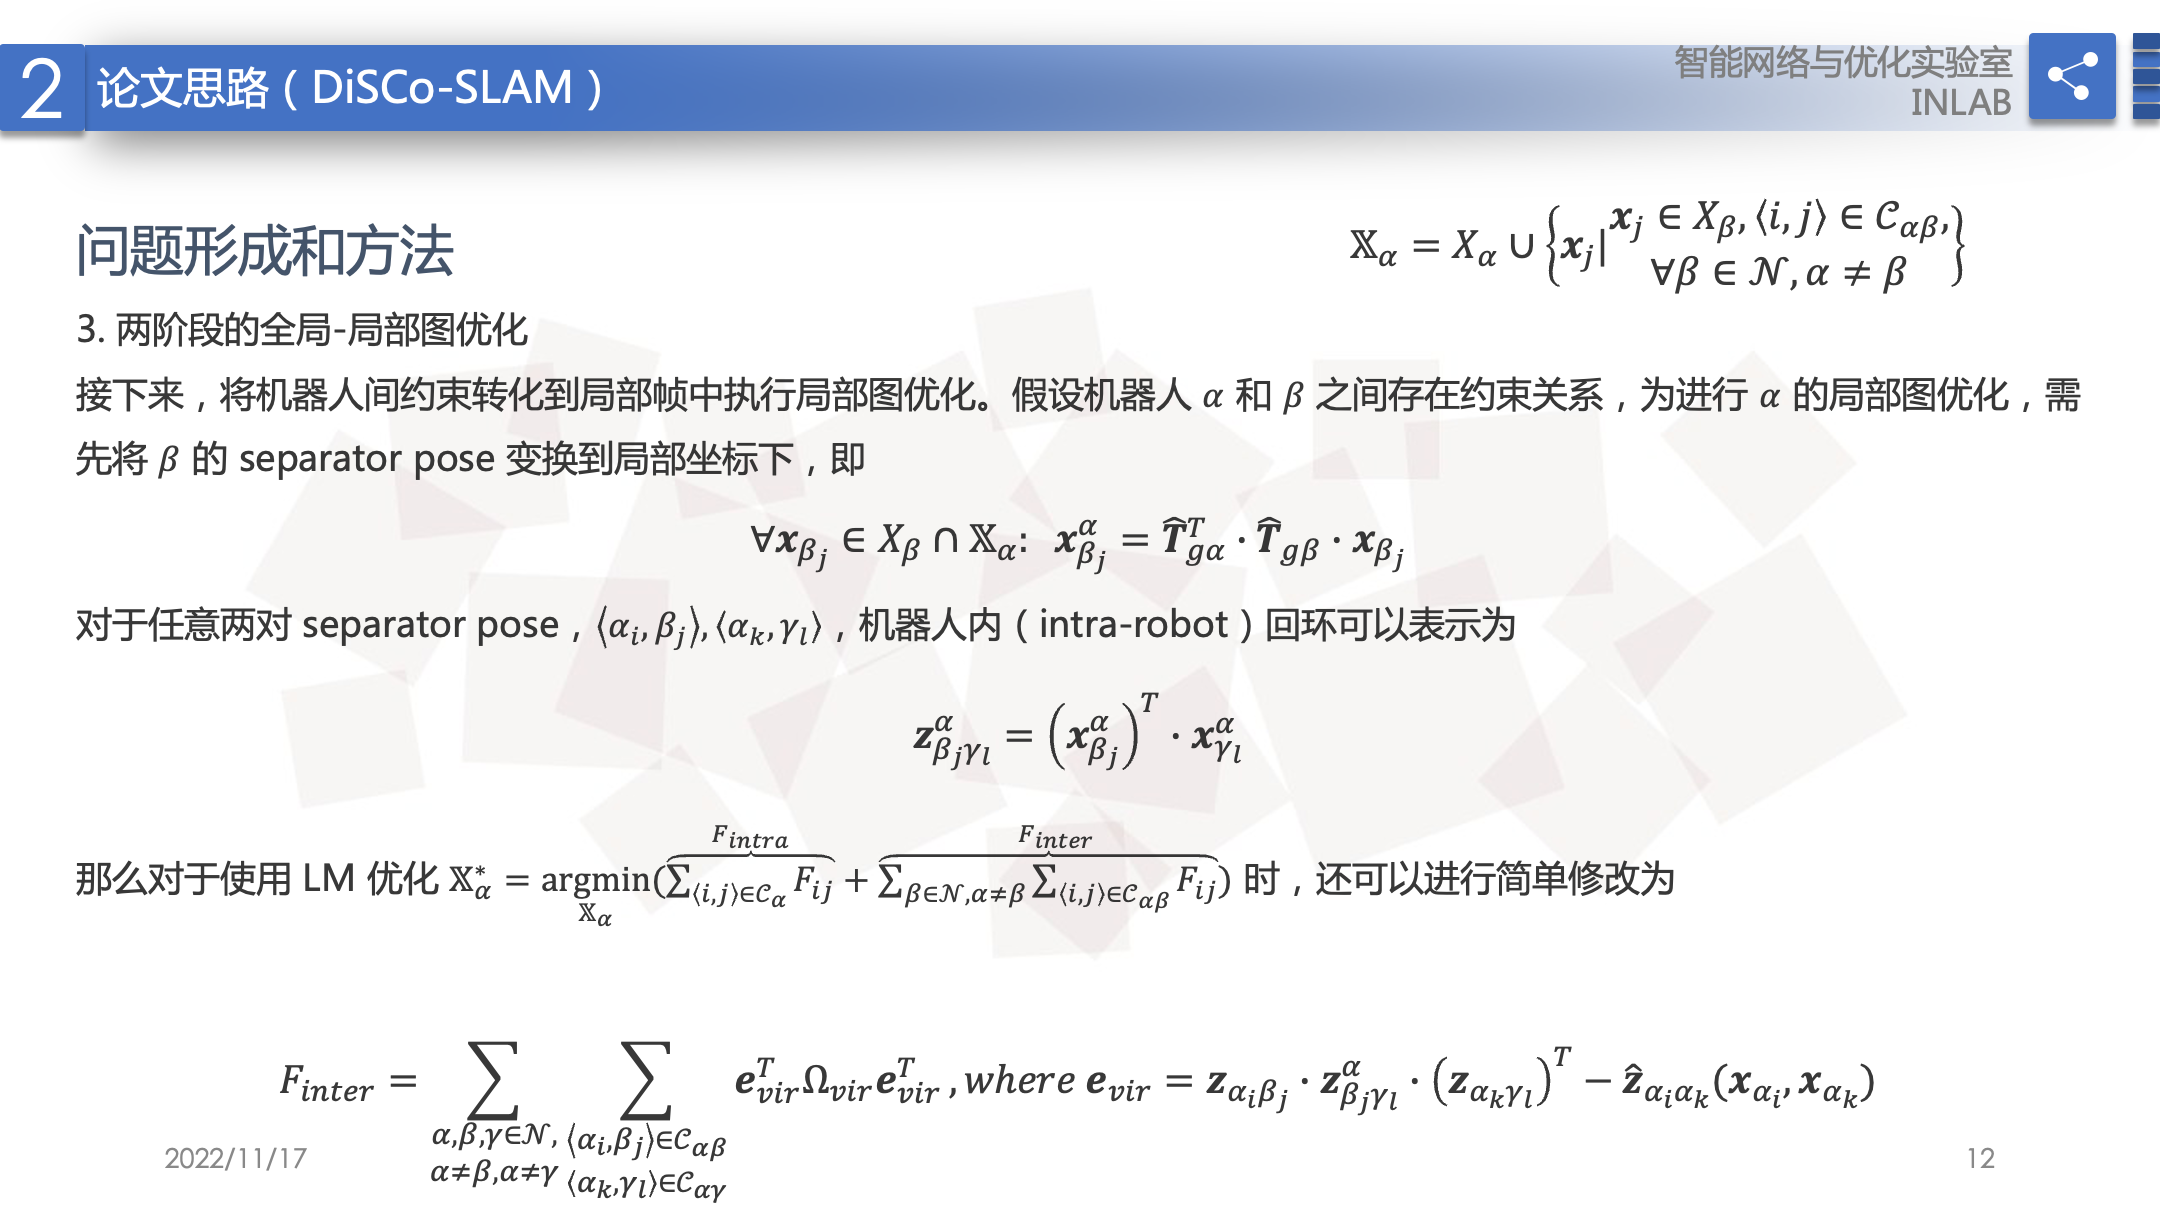 2 论文思路（DiSCo-SLAM）
智能网络与优化实验室
INLAB
问题形成和方法
$\mathbb{X}_\alpha = X_\alpha \cup \left\{ \boldsymbol{x}_j | \begin{matrix} \boldsymbol{x}_j \in X_\beta, \langle i,j \rangle \in \mathcal{C}_{\alpha\beta}, \\ \forall \beta \in \mathcal{N}, \alpha \neq \beta \end{matrix} \right\}$
3. 两阶段的全局-局部图优化
接下来，将机器人间约束转化到局部帧中执行局部图优化。假设机器人 α 和 β 之间存在约束关系，为进行 α 的局部图优化，需
先将 β 的 separator pose 变换到局部坐标下，即
$\forall \boldsymbol{x}_{\beta_j} \in X_\beta \cap \mathbb{X}_\alpha: \; \boldsymbol{x}_{\beta_j}^{\alpha} = \widehat{\boldsymbol{T}}_{g\alpha}^{T} \cdot \widehat{\boldsymbol{T}}_{g\beta} \cdot \boldsymbol{x}_{\beta_j}$
对于任意两对 separator pose，$\langle \alpha_i, \beta_j \rangle, \langle \alpha_k, \gamma_l \rangle$，机器人内（intra-robot）回环可以表示为
$\boldsymbol{z}_{\beta_j\gamma_l}^{\alpha} = \left( \boldsymbol{x}_{\beta_j}^{\alpha} \right)^T \cdot \boldsymbol{x}_{\gamma_l}^{\alpha}$
那么对于使用 LM 优化 $\mathbb{X}_\alpha^* = \underset{\mathbb{X}_\alpha}{\operatorname{argmin}}(\overbrace{\sum_{\langle i,j \rangle \in \mathcal{C}_\alpha} F_{ij}}^{F_{intra}} + \overbrace{\sum_{\beta \in \mathcal{N}, \alpha \neq \beta} \sum_{\langle i,j \rangle \in \mathcal{C}_{\alpha\beta}} F_{ij}}^{F_{inter}})$ 时，还可以进行简单修改为
$F_{inter} = \sum_{\begin{matrix} \alpha,\beta,\gamma \in \mathcal{N}, \\ \alpha \neq \beta, \alpha \neq \gamma \end{matrix}} \sum_{\begin{matrix} \langle \alpha_i, \beta_j \rangle \in \mathcal{C}_{\alpha\beta} \\ \langle \alpha_k, \gamma_l \rangle \in \mathcal{C}_{\alpha\gamma} \end{matrix}} \boldsymbol{e}_{vir}^T \Omega_{vir} \boldsymbol{e}_{vir}^T, where \; \boldsymbol{e}_{vir} = \boldsymbol{z}_{\alpha_i\beta_j} \cdot \boldsymbol{z}_{\beta_j\gamma_l}^{\alpha} \cdot \left( \boldsymbol{z}_{\alpha_k\gamma_l} \right)^T - \hat{\boldsymbol{z}}_{\alpha_i\alpha_k}(\boldsymbol{x}_{\alpha_i}, \boldsymbol{x}_{\alpha_k})$
2022/11/17
12